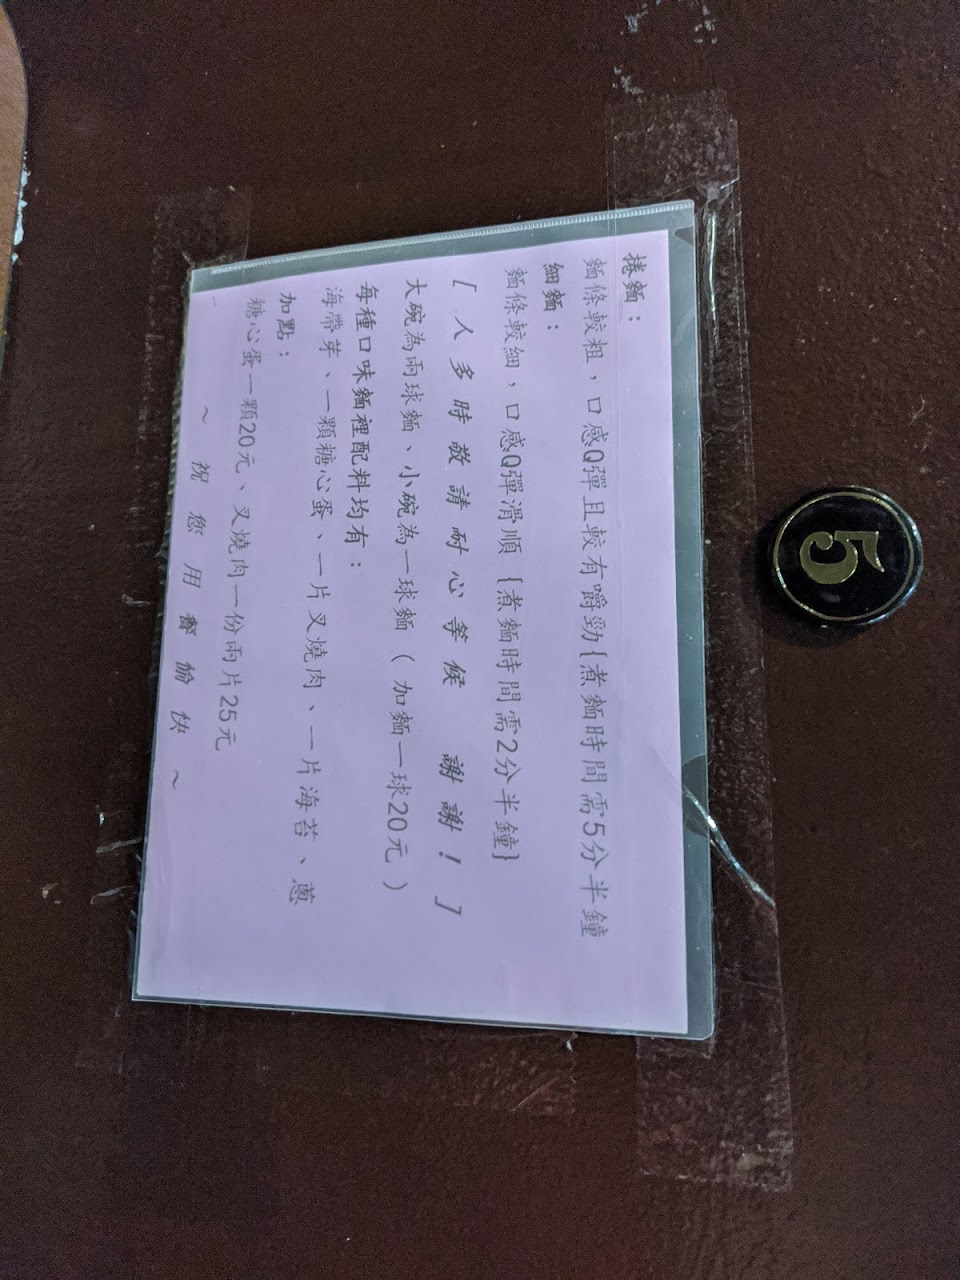 5
捲麵：
麵條較粗，口感Q彈且較有嚼勁{煮麵時間需5分半鐘
細麵：
麵條較細，口感Q彈滑順{煮麵時間需2分半鐘}
[人多時敬請耐心等候 謝謝！]
大碗為兩球麵、小碗為一球麵（加麵一球20元）
每種口味麵裡配料均有：
海帶芽、一顆糖心蛋、一片叉燒肉、一片海苔、蔥
加點：
糖心蛋一顆20元、叉燒肉一份兩片25元
～祝您用餐愉快～